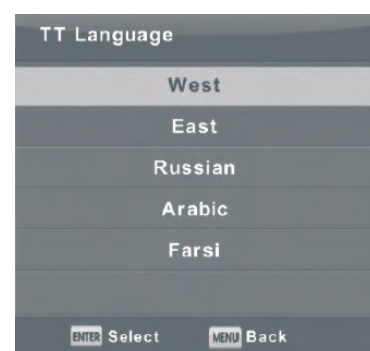 TT Language
West
East
Russian
Arabic
Farsi
ENTER Select MENU Back